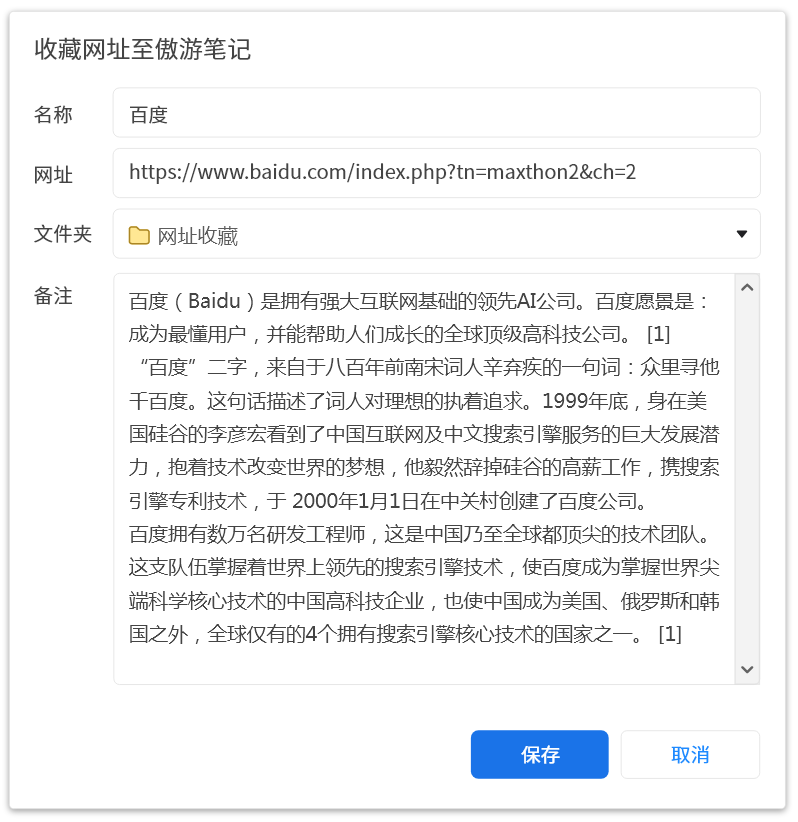 收藏网址至傲游笔记
名称 百度
网址 https://www.baidu.com/index.php?tn=maxthon2&ch=2
文件夹 网址收藏
备注 百度（Baidu）是拥有强大互联网基础的领先AI公司。百度愿景是：
成为最懂用户，并能帮助人们成长的全球顶级高科技公司。 [1]
“百度”二字，来自于八百年前南宋词人辛弃疾的一句词：众里寻他
千百度。这句话描述了词人对理想的执着追求。1999年底，身在美
国硅谷的李彦宏看到了中国互联网及中文搜索引擎服务的巨大发展潜
力，抱着技术改变世界的梦想，他毅然辞掉硅谷的高薪工作，携搜索
引擎专利技术，于 2000年1月1日在中关村创建了百度公司。
百度拥有数万名研发工程师，这是中国乃至全球都顶尖的技术团队。
这支队伍掌握着世界上领先的搜索引擎技术，使百度成为掌握世界尖
端科学核心技术的中国高科技企业，也使中国成为美国、俄罗斯和韩
国之外，全球仅有的4个拥有搜索引擎核心技术的国家之一。 [1]
保存 取消